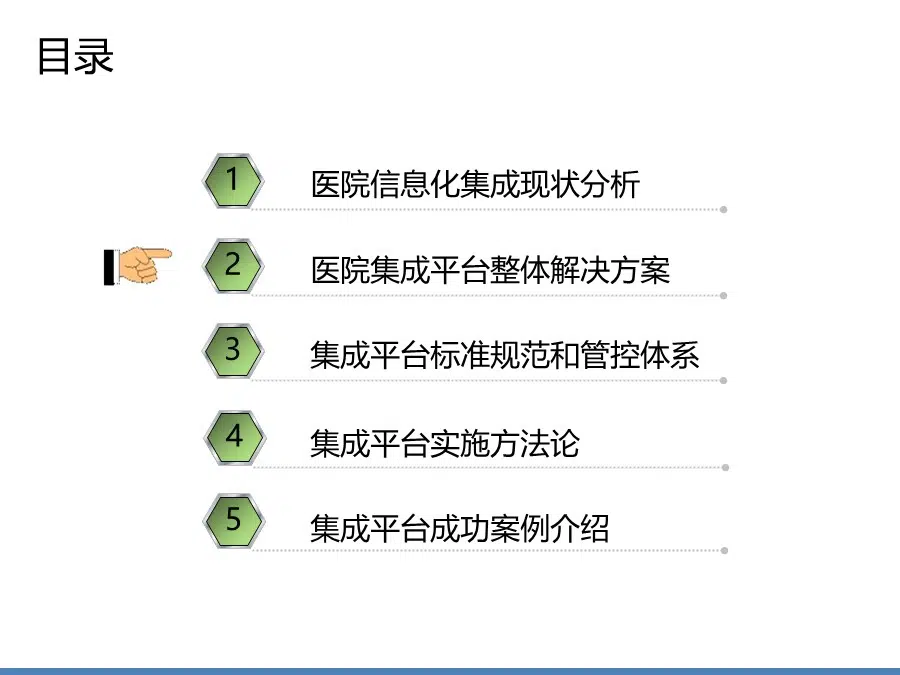 目录
1 医院信息化集成现状分析
2 医院集成平台整体解决方案
3 集成平台标准规范和管控体系
4 集成平台实施方法论
5 集成平台成功案例介绍